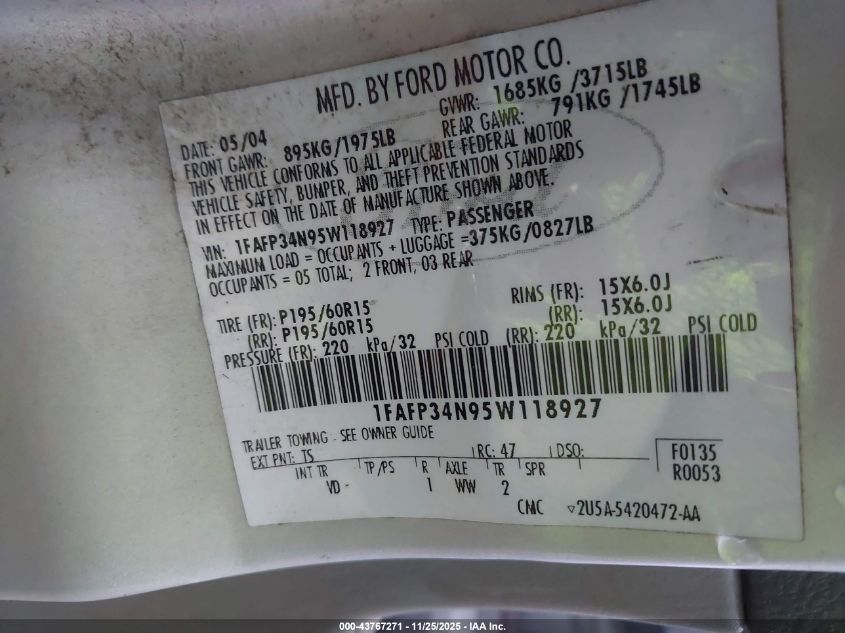 MFD. BY FORD MOTOR CO.
DATE: 05/04 GVWR: 1685KG /3715LB
FRONT GAWR: 895KG/1975LB REAR GAWR: 791KG /1745LB
THIS VEHICLE CONFORMS TO ALL APPLICABLE FEDERAL MOTOR
VEHICLE SAFETY, BUMPER, AND THEFT PREVENTION STANDARDS
IN EFFECT ON THE DATE OF MANUFACTURE SHOWN ABOVE.
VIN: 1FAFP34N95W118927 TYPE: PASSENGER
MAXIMUM LOAD = OCCUPANTS + LUGGAGE =375KG/0827LB
OCCUPANTS = 05 TOTAL; 2 FRONT, 03 REAR
TIRE (FR): P195/60R15 RIMS (FR): 15X6.0J
(RR): P195/60R15 (RR): 15X6.0J
PRESSURE (FR): 220 kPa/32 PSI COLD (RR): 220 kPa/32 PSI COLD
1FAFP34N95W118927
TRAILER TOWING - SEE OWNER GUIDE
EXT PNT: TS RC: 47 DSO: F0135
INT TR TP/PS R AXLE TR SPR R0053
VD- 1 WW 2
CMC ▽2U5A-5420472-AA
000-43767271 - 11/25/2025 - IAA Inc.